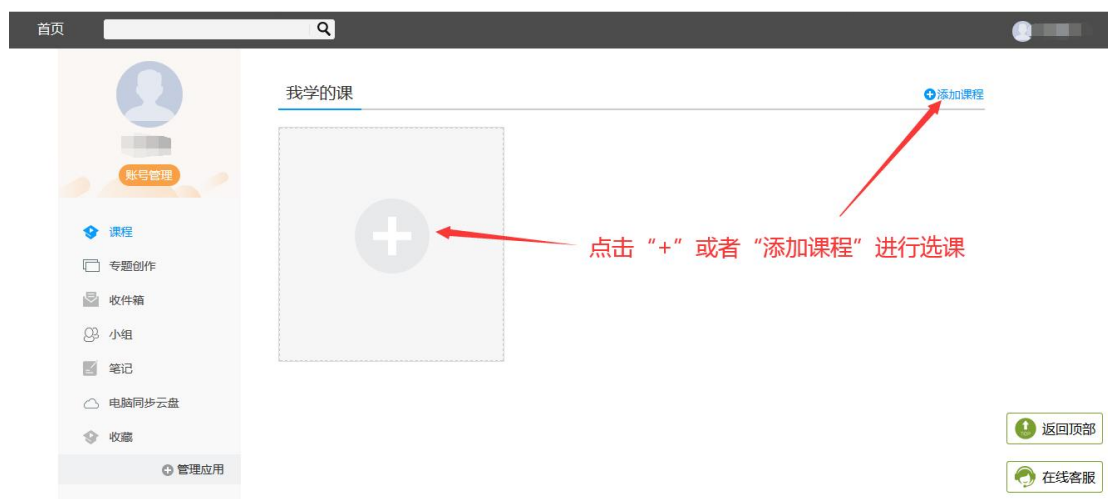 首页
我学的课
添加课程
账号管理
课程
点击“+”或者“添加课程”进行选课
专题创作
收件箱
小组
笔记
电脑同步云盘
收藏
管理应用
返回顶部
在线客服